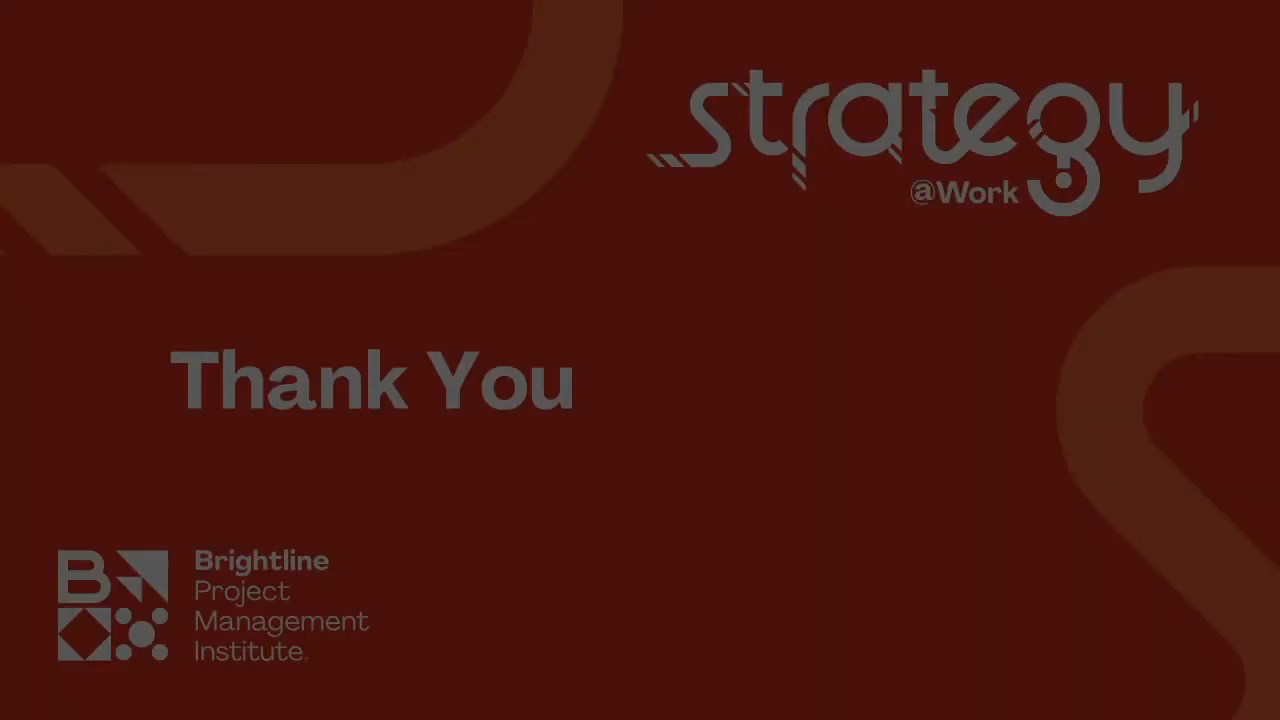 strategy
@Work
Thank You
Brightline
Project
Management
Institute.